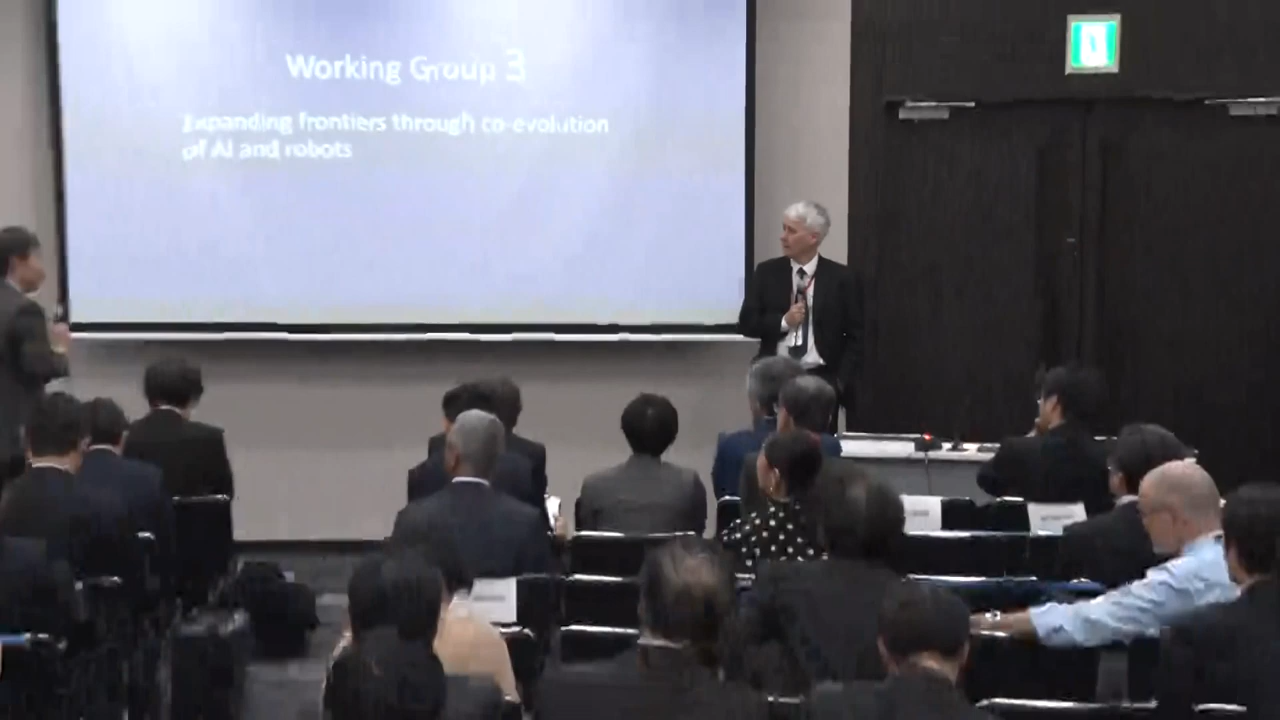 Working Group 3
Expanding frontiers through co-evolution
of AI and robots